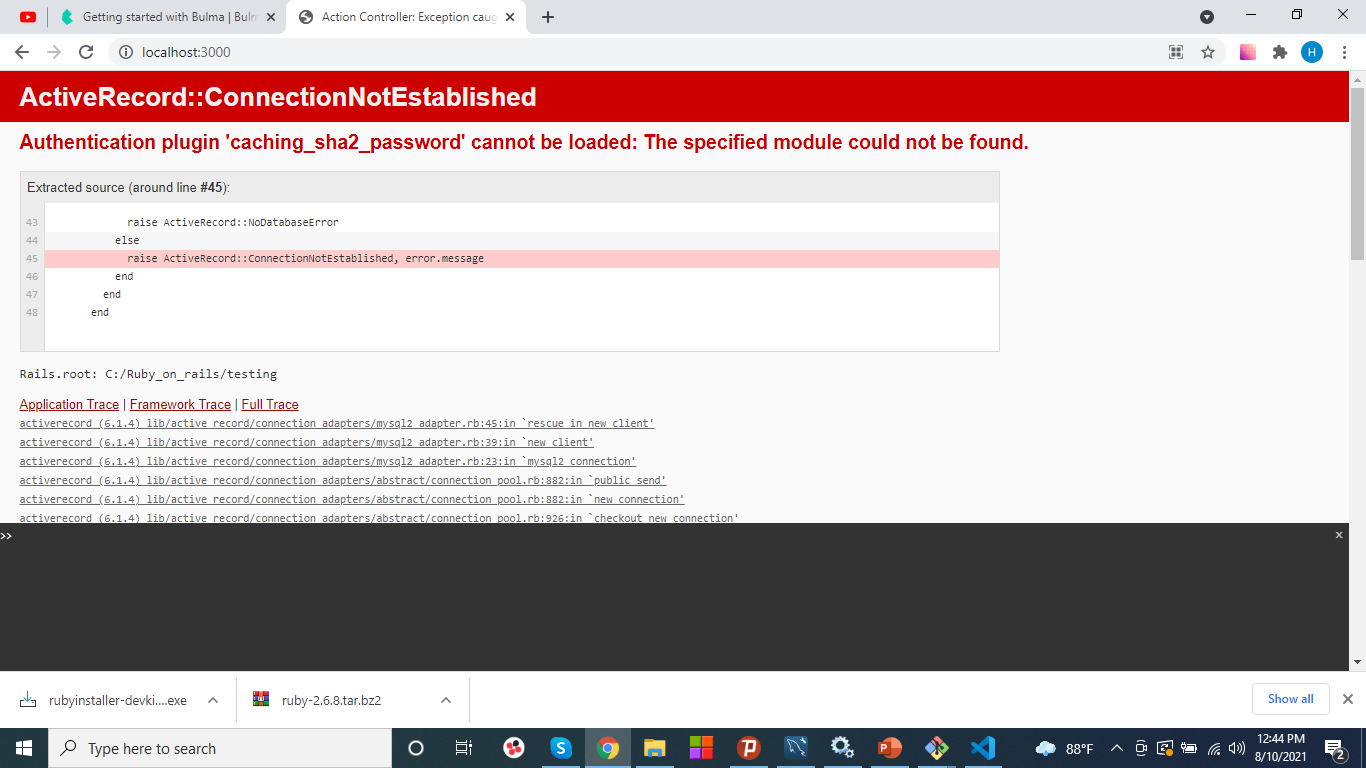 Getting started with Bulma | Bulm
Action Controller: Exception caug
localhost:3000
H
ActiveRecord::ConnectionNotEstablished
Authentication plugin 'caching_sha2_password' cannot be loaded: The specified module could not be found.
Extracted source (around line #45):
43 raise ActiveRecord::NoDatabaseError
44 else
45 raise ActiveRecord::ConnectionNotEstablished, error.message
46 end
47 end
48 end
Rails.root: C:/Ruby_on_rails/testing
Application Trace | Framework Trace | Full Trace
activerecord (6.1.4) lib/active_record/connection_adapters/mysql2_adapter.rb:45:in `rescue in new_client'
activerecord (6.1.4) lib/active_record/connection_adapters/mysql2_adapter.rb:39:in `new_client'
activerecord (6.1.4) lib/active_record/connection_adapters/mysql2_adapter.rb:23:in `mysql2_connection'
activerecord (6.1.4) lib/active_record/connection_adapters/abstract/connection_pool.rb:882:in `public_send'
activerecord (6.1.4) lib/active_record/connection_adapters/abstract/connection_pool.rb:882:in `new_connection'
activerecord (6.1.4) lib/active_record/connection_adapters/abstract/connection_pool.rb:926:in `checkout_new_connection'
>> x
rubyinstaller-devki....exe
ruby-2.6.8.tar.bz2
Show all
Type here to search
88°F
12:44 PM
8/10/2021
2